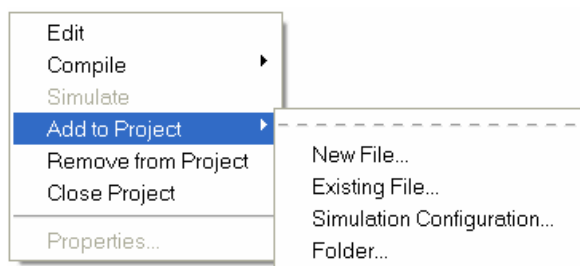 Edit
Compile
Simulate
Add to Project
Remove from Project
Close Project
Properties...
New File...
Existing File...
Simulation Configuration...
Folder...